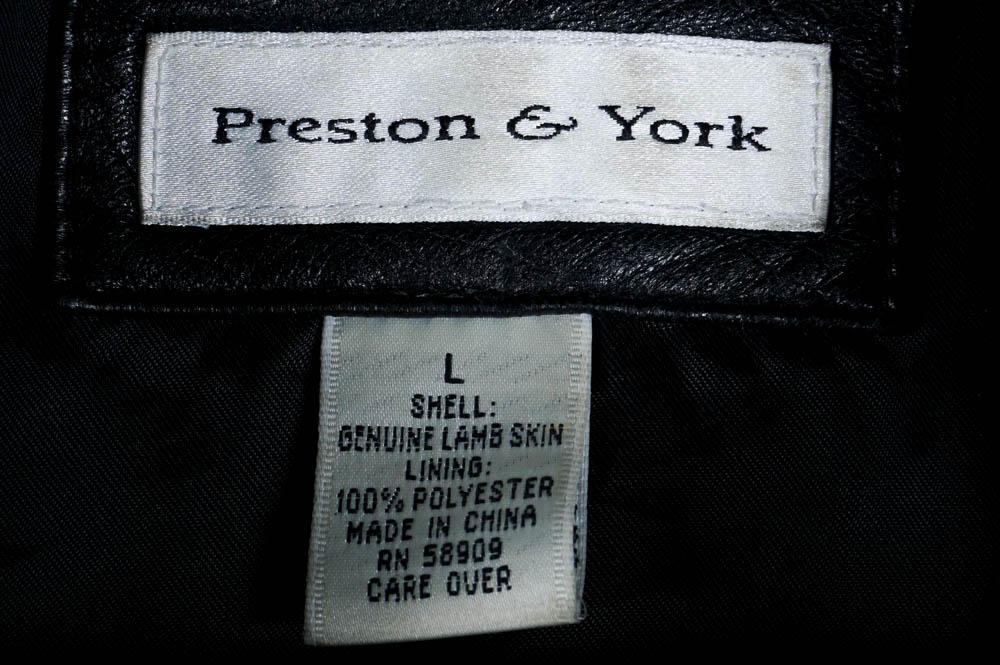 Preston & York
L
SHELL:
GENUINE LAMB SKIN
LINING:
100% POLYESTER
MADE IN CHINA
RN 58909
CARE OVER